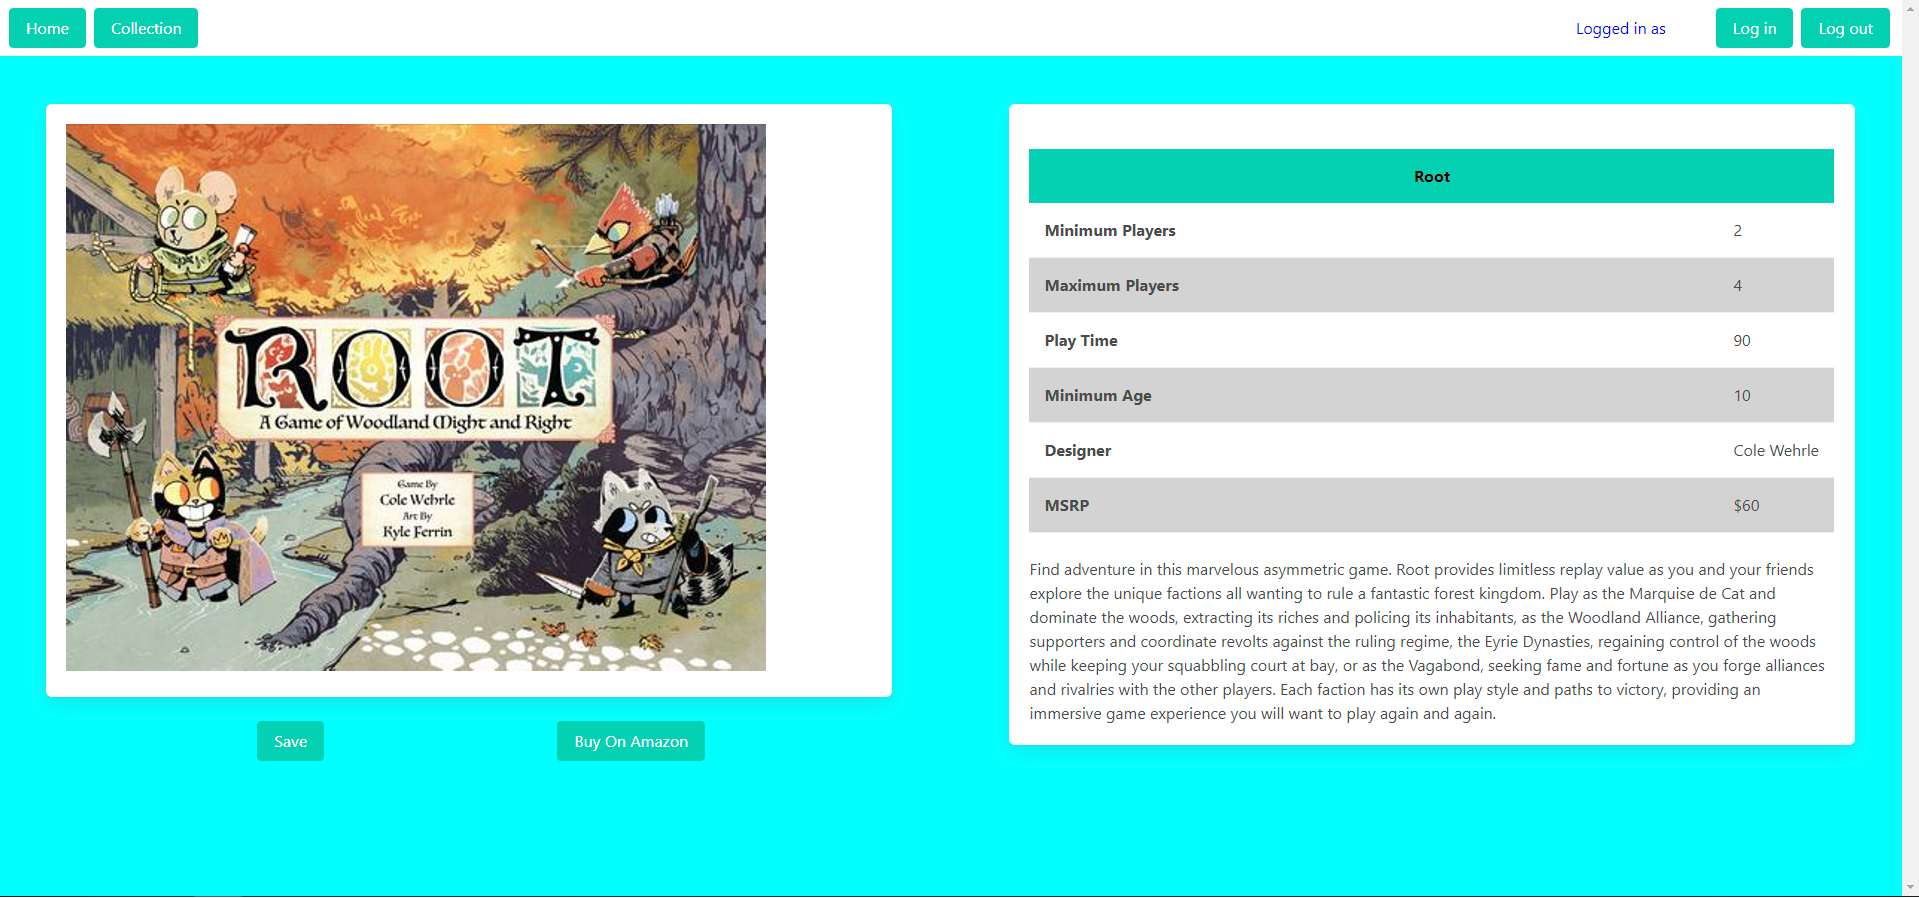 Home Collection Logged in as Log in Log out
ROOT
A Game of Woodland Might and Right
Game By
Cole Wehrle
Art By
Kyle Ferrin
Save Buy On Amazon
Root
Minimum Players 2
Maximum Players 4
Play Time 90
Minimum Age 10
Designer Cole Wehrle
MSRP $60
Find adventure in this marvelous asymmetric game. Root provides limitless replay value as you and your friends
explore the unique factions all wanting to rule a fantastic forest kingdom. Play as the Marquise de Cat and
dominate the woods, extracting its riches and policing its inhabitants, as the Woodland Alliance, gathering
supporters and coordinate revolts against the ruling regime, the Eyrie Dynasties, regaining control of the woods
while keeping your squabbling court at bay, or as the Vagabond, seeking fame and fortune as you forge alliances
and rivalries with the other players. Each faction has its own play style and paths to victory, providing an
immersive game experience you will want to play again and again.